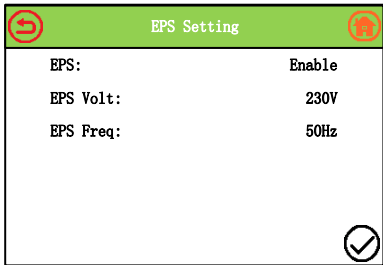 EPS Setting
EPS: Enable
EPS Volt: 230V
EPS Freq: 50Hz